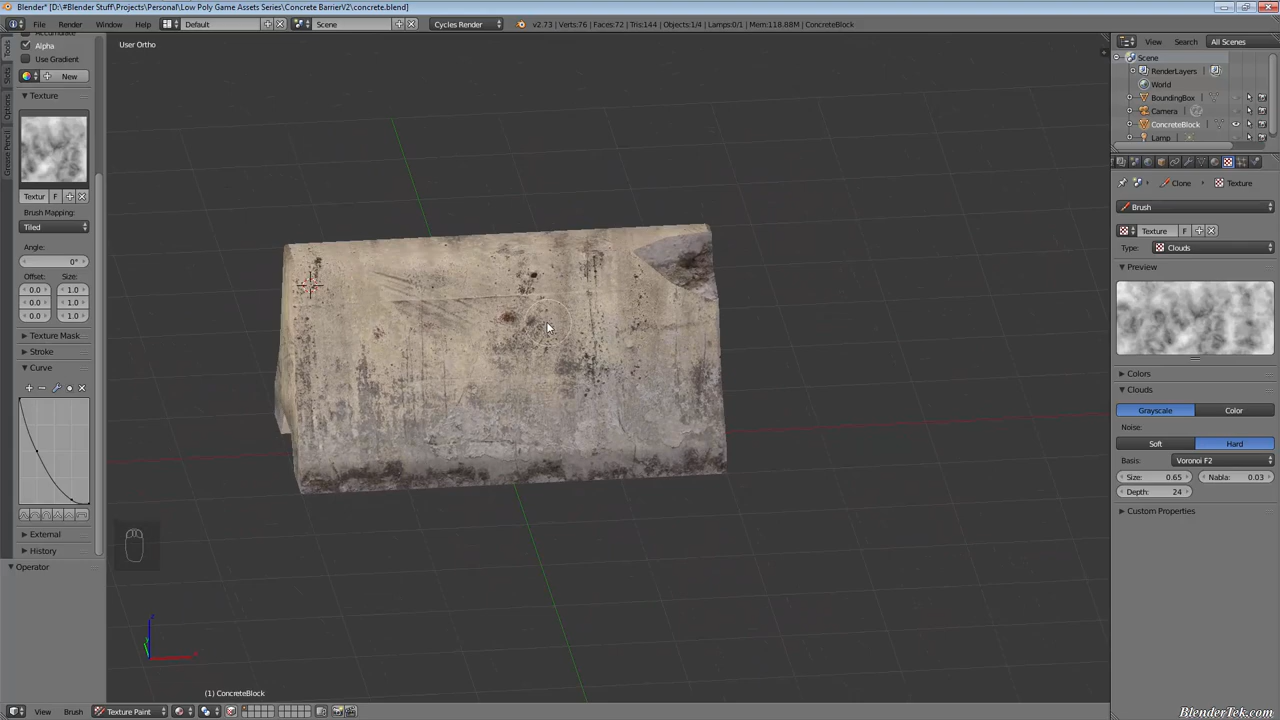 Blender* [D:\#Blender Stuff\Projects\Personal\Low Poly Game Assets Series\Concrete BarrierV2\concrete.blend]
File Render Window Help Default Scene Cycles Render v2.73 | Verts:76 | Faces:72 | Tris:144 | Objects:1/4 | Lamps:0/1 | Mem:118.88M | ConcreteBlock
Accumulate
Alpha
Use Gradient
New
Texture
Textur F
Brush Mapping:
Tiled
Angle:
0°
Offset: Size:
0.0 1.0
0.0 1.0
0.0 1.0
Texture Mask
Stroke
Curve
External
History
Operator
Tools
Slots
Options
Grease Pencil
User Ortho
(1) ConcreteBlock
View Brush Texture Paint
View Search All Scenes
Scene
RenderLayers
World
BoundingBox
Camera
ConcreteBlock
Lamp
Clone Texture
Brush
Texture F
Type: Clouds
Preview
Colors
Clouds
Grayscale Color
Noise:
Soft Hard
Basis: Voronoi F2
Size: 0.65 Nabla: 0.03
Depth: 24
Custom Properties
BlenderTek.com